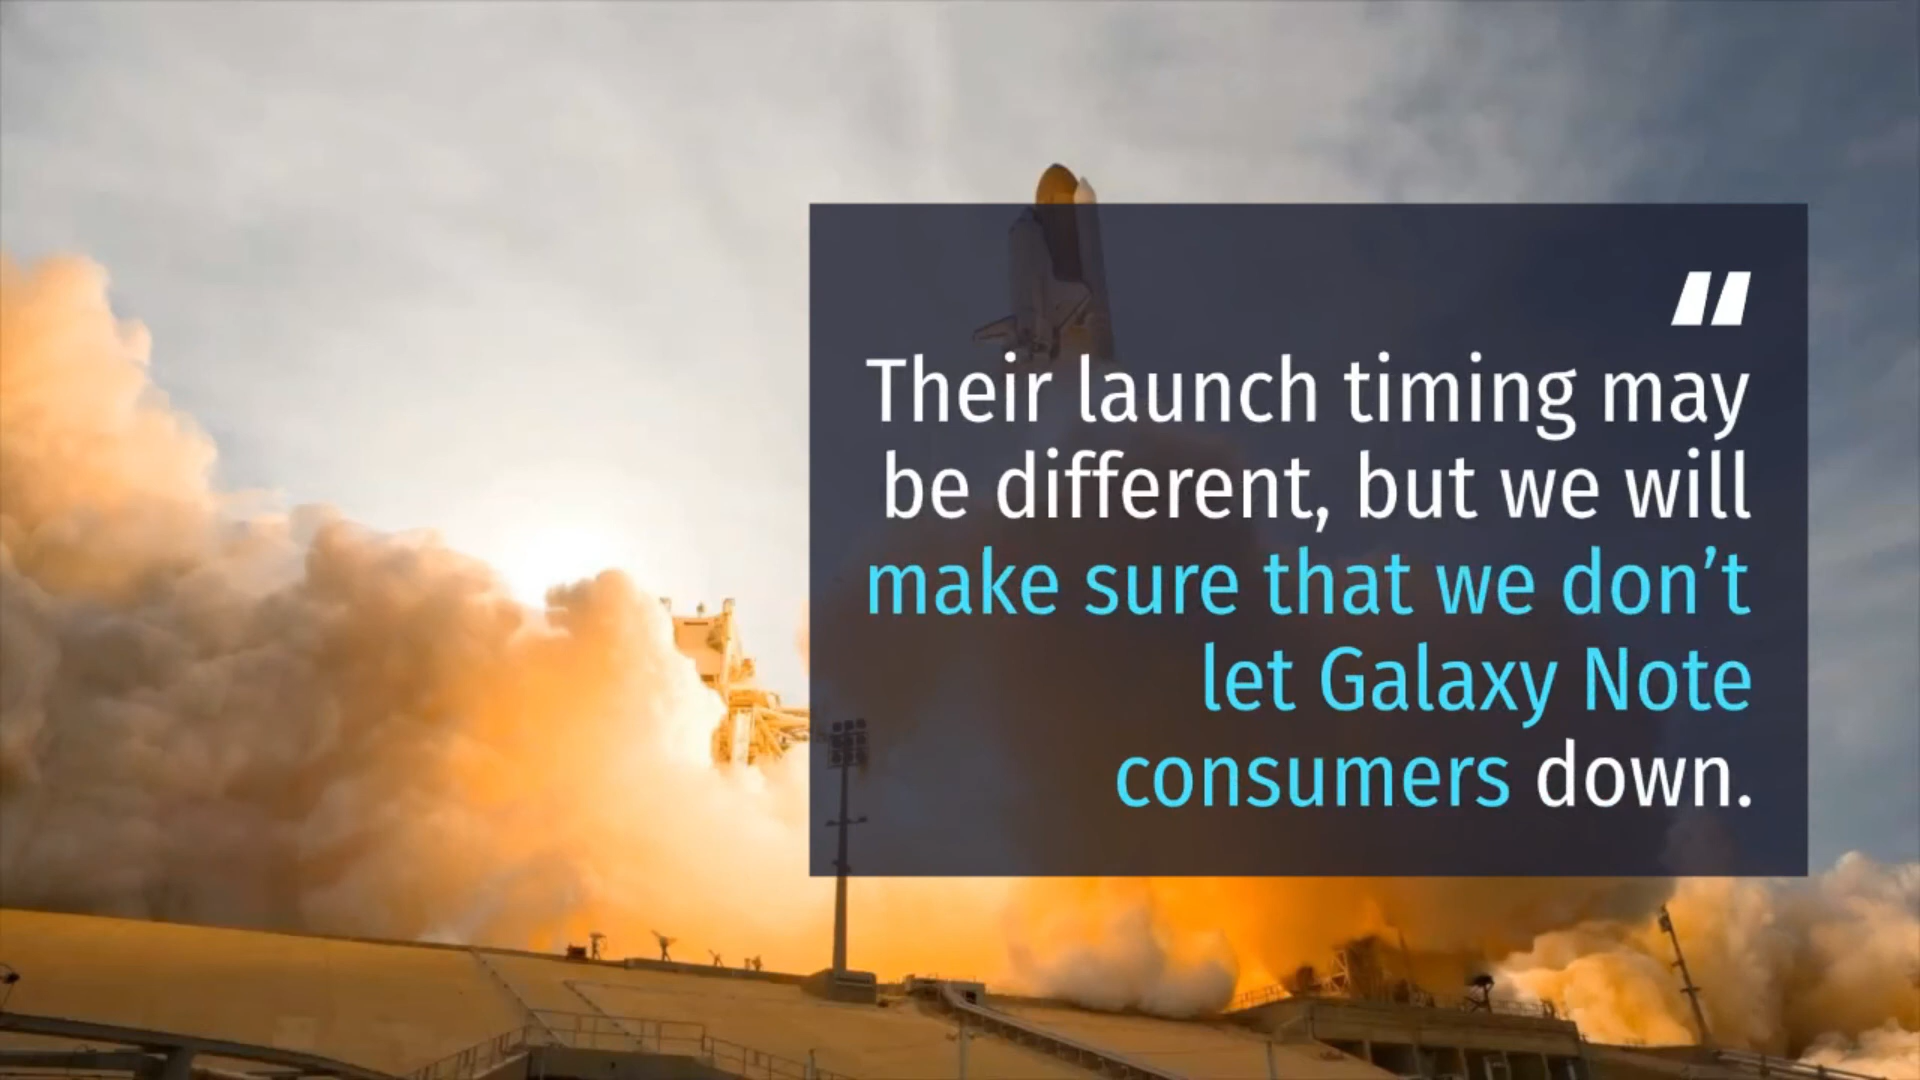 "
Their launch timing may
be different, but we will
make sure that we don’t
let Galaxy Note
consumers down.